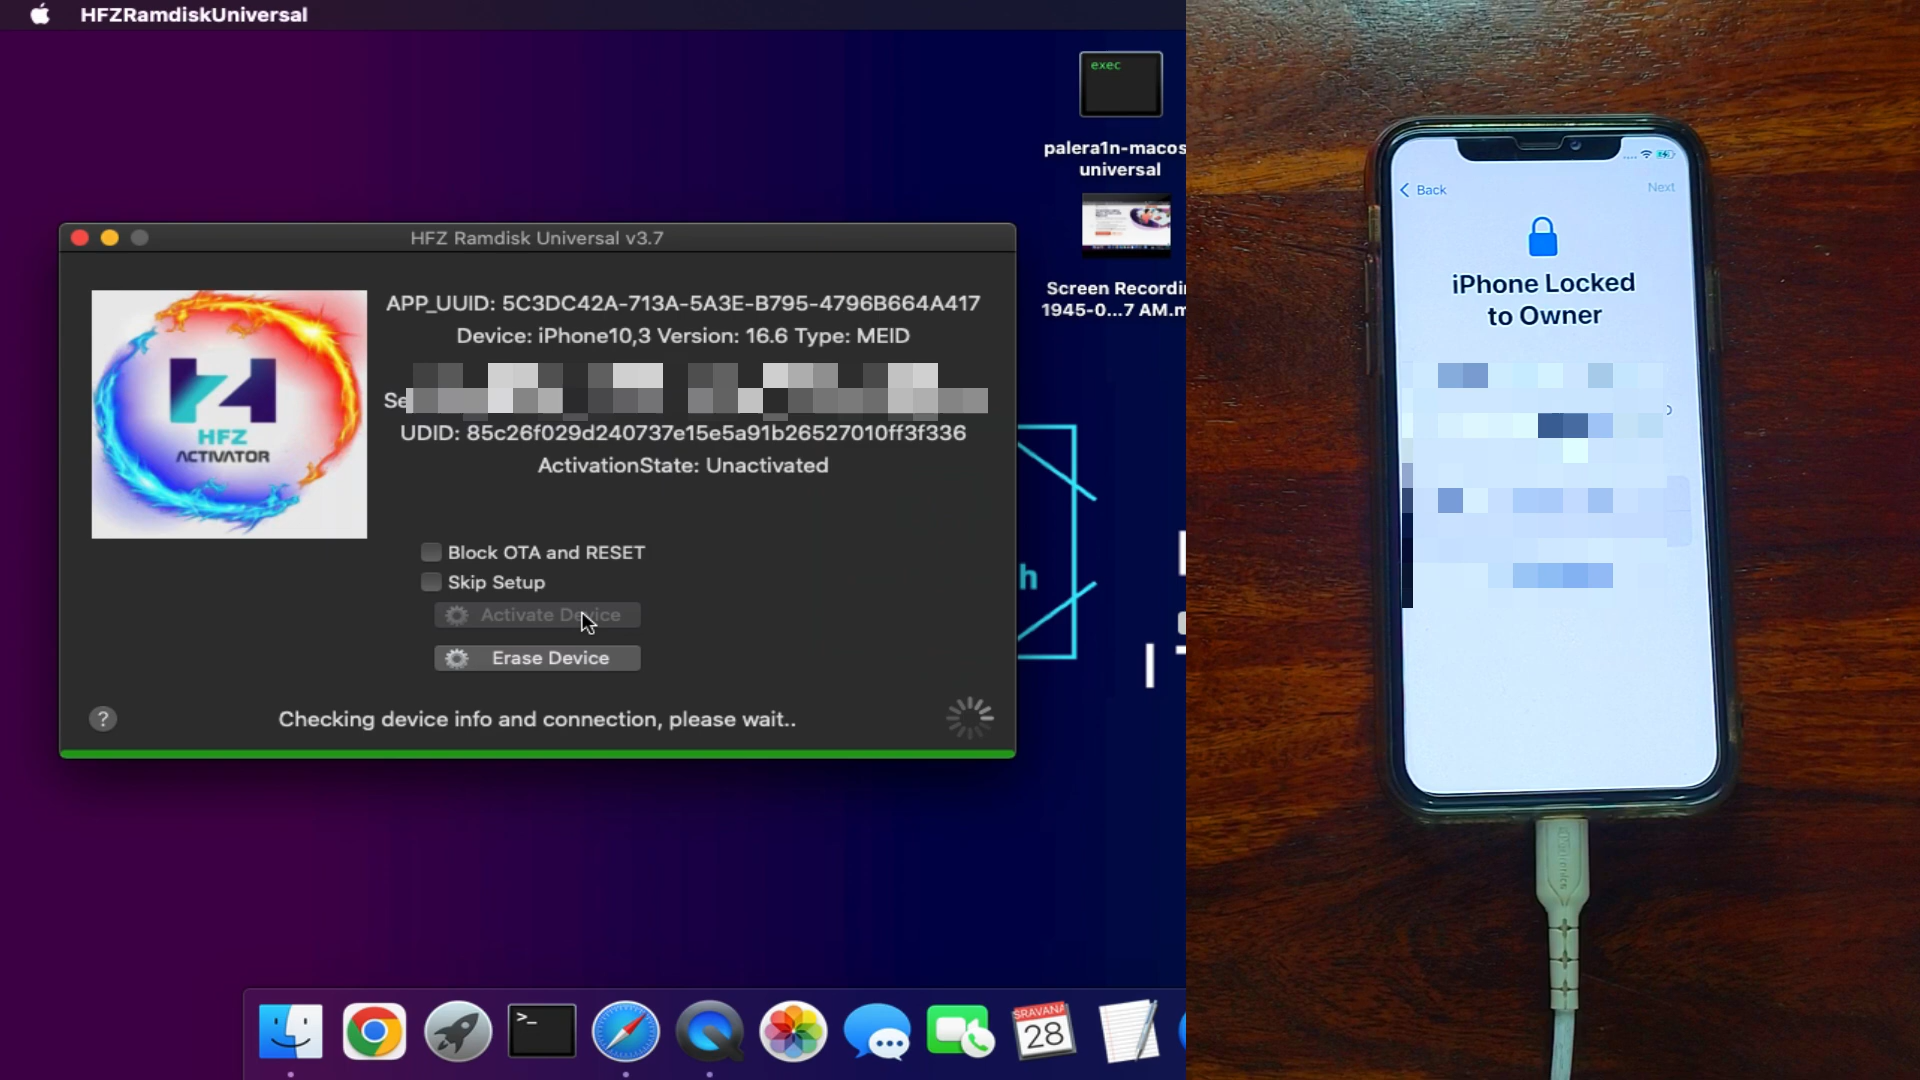 HFZRamdiskUniversal
exec
palera1n-macos
universal
Screen Recordi
1945-0...7 AM.m
HFZ Ramdisk Universal v3.7
HFZ
ACTIVATOR
APP_UUID: 5C3DC42A-713A-5A3E-B795-4796B664A417
Device: iPhone10,3 Version: 16.6 Type: MEID
Se
UDID: 85c26f029d240737e15e5a91b26527010ff3f336
ActivationState: Unactivated
Block OTA and RESET
Skip Setup
Activate Device
Erase Device
?
Checking device info and connection, please wait..
h
SRAVANA
28
Back
Next
iPhone Locked
to Owner